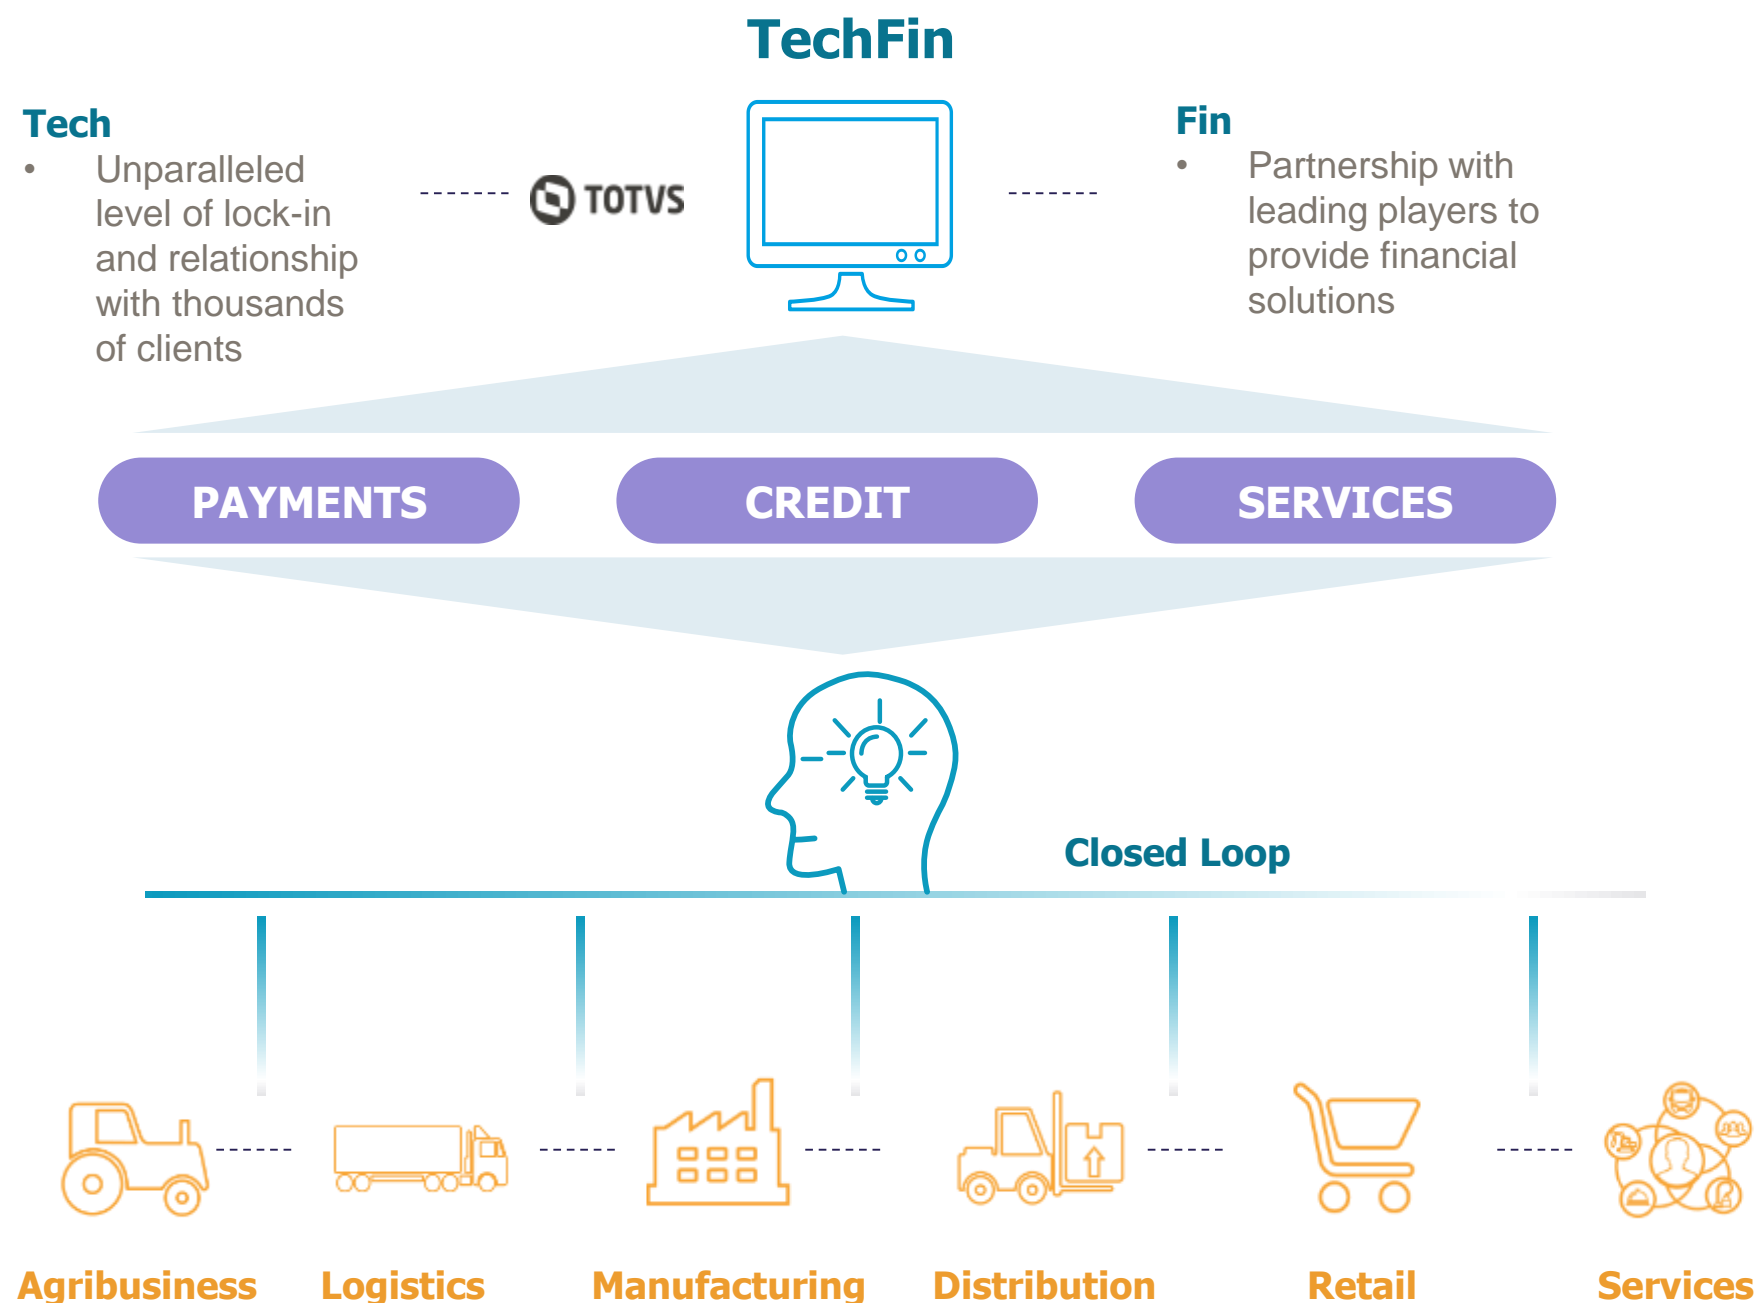 TechFin
Tech
• Unparalleled
level of lock-in
and relationship
with thousands
of clients
TOTVS
Fin
• Partnership with
leading players to
provide financial
solutions
PAYMENTS
CREDIT
SERVICES
Closed Loop
Agribusiness
Logistics
Manufacturing
Distribution
Retail
Services